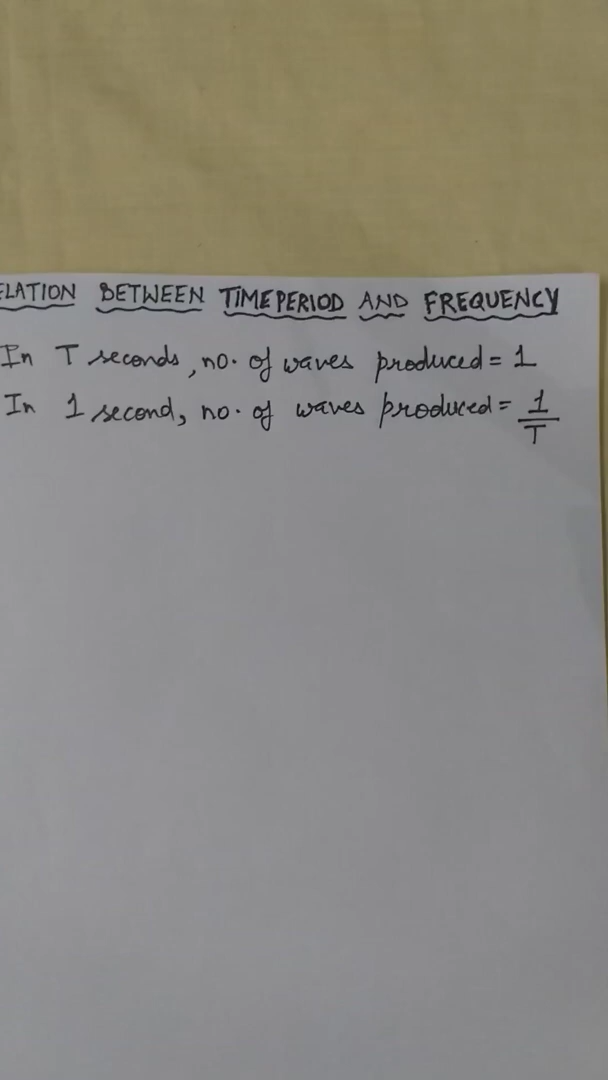 ELATION BETWEEN TIMEPERIOD AND FREQUENCY
In T seconds, no. of waves produced = 1
In 1 second, no. of waves produced = 1/T